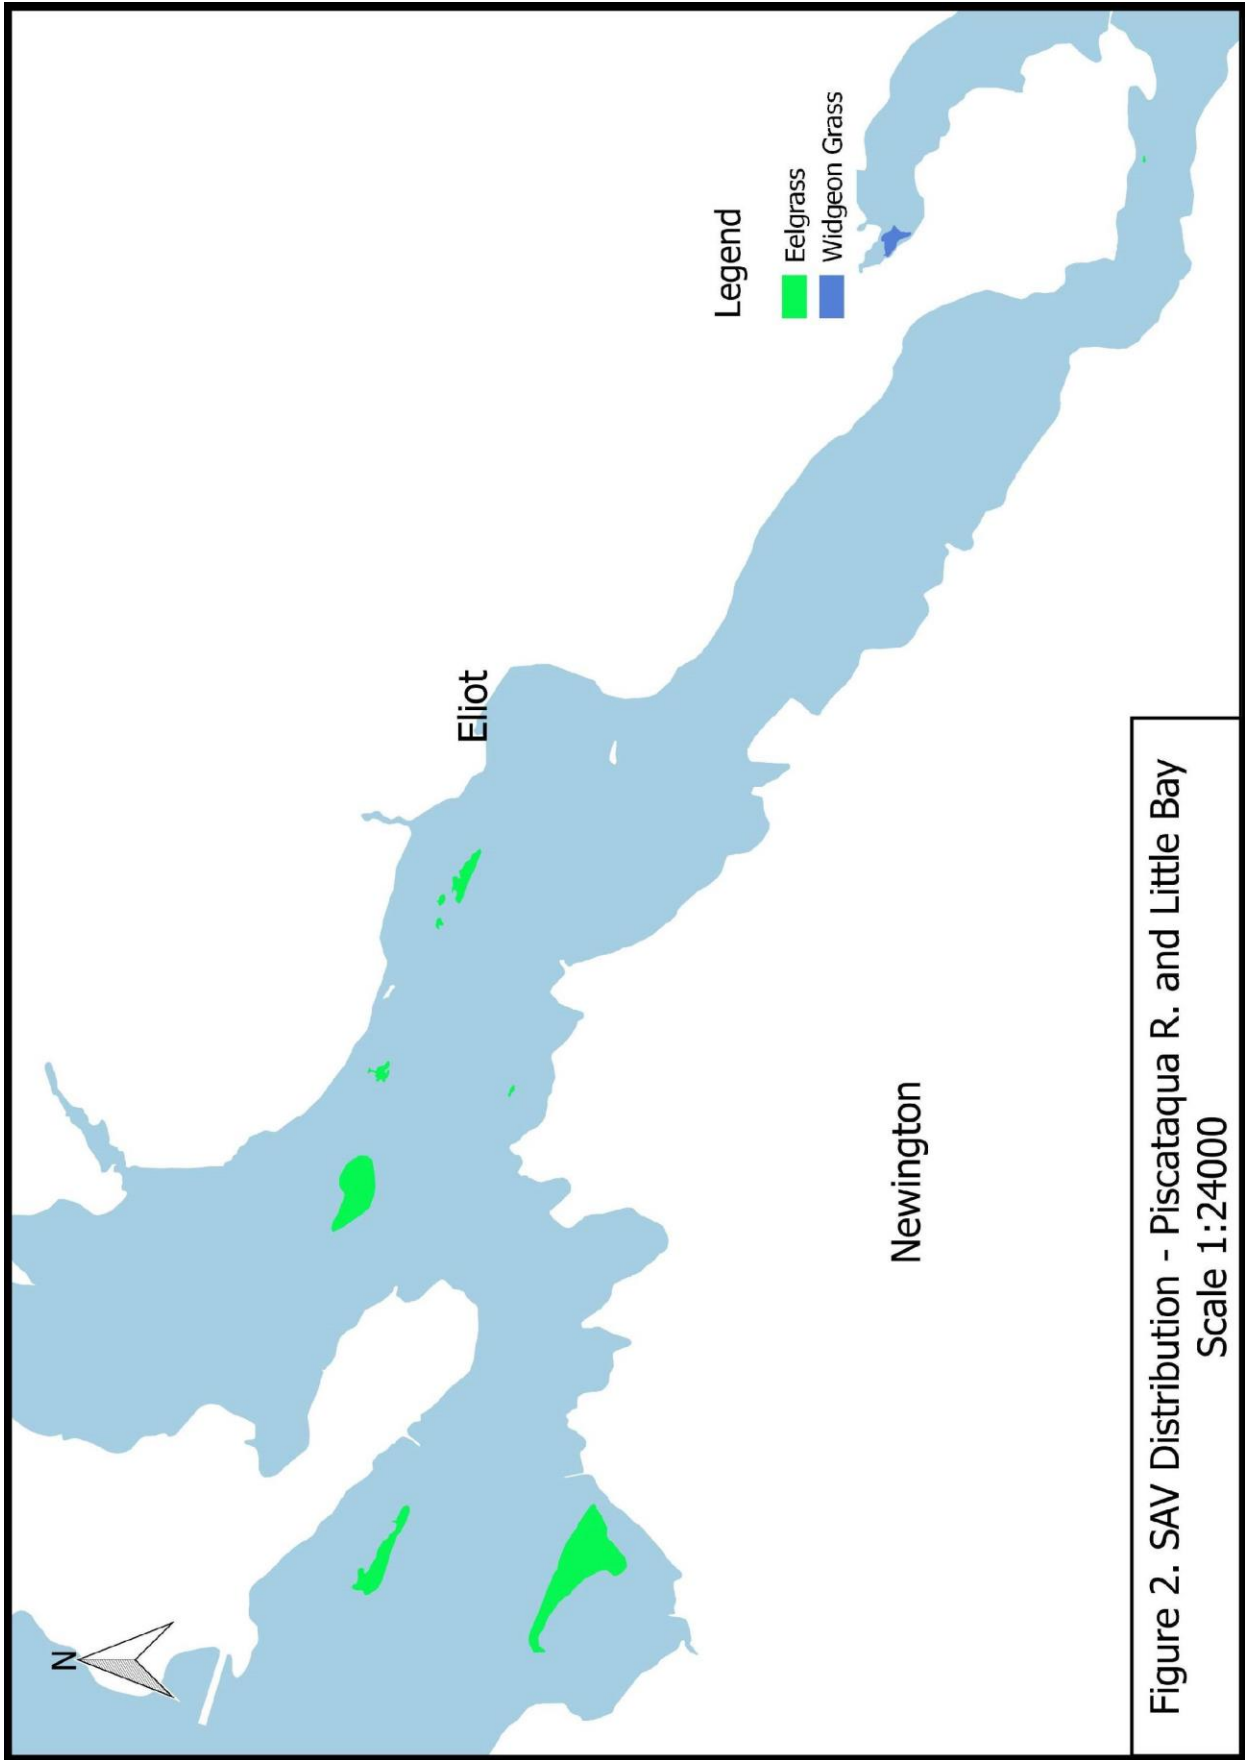 N
Eliot
Legend
Eelgrass
Widgeon Grass
Newington
Figure 2. SAV Distribution - Piscataqua R. and Little Bay
Scale 1:24000